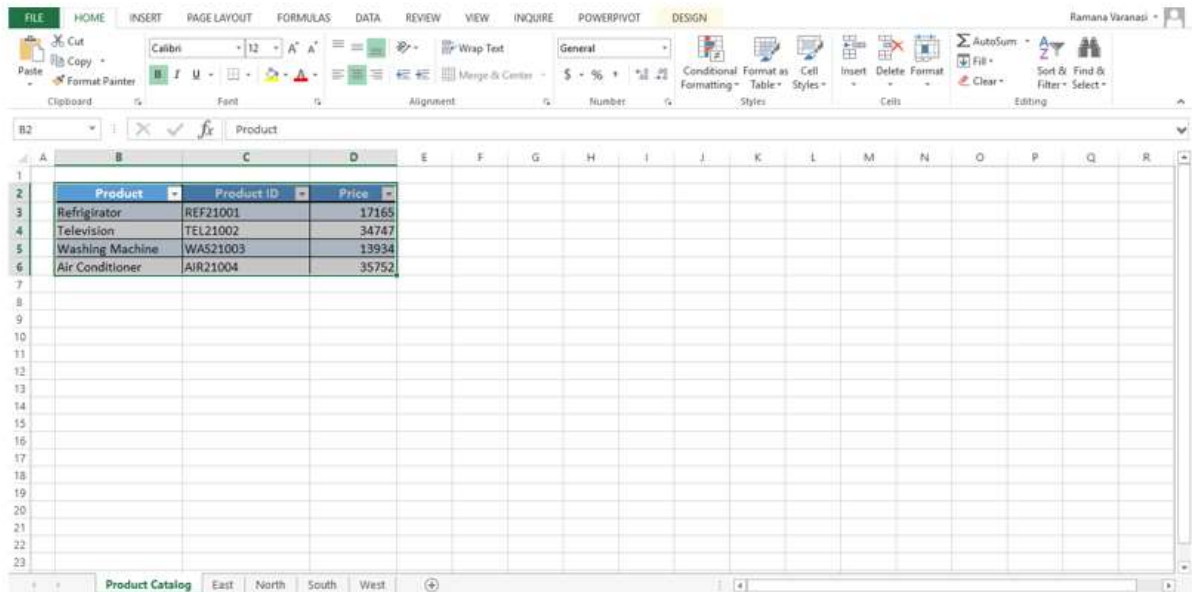 FILE HOME INSERT PAGE LAYOUT FORMULAS DATA REVIEW VIEW INQUIRE POWERPIVOT DESIGN Ramana Varanasi
Paste
Cut
Copy
Format Painter
Clipboard
Calibri 12 A A
B I U A
Font
Wrap Text
Merge & Center
Alignment
General
$ % ,
Number
Conditional Formatting
Format as Table
Cell Styles
Styles
Insert Delete Format
Cells
AutoSum
Fill
Clear
Sort & Filter
Find & Select
Editing
B2 fx Product
A B C D E F G H I J K L M N O P Q R
1
2 Product Product ID Price
3 Refrigirator REF21001 17165
4 Television TEL21002 34747
5 Washing Machine WAS21003 13934
6 Air Conditioner AIR21004 35752
7
8
9
10
11
12
13
14
15
16
17
18
19
20
21
22
23
Product Catalog East North South West